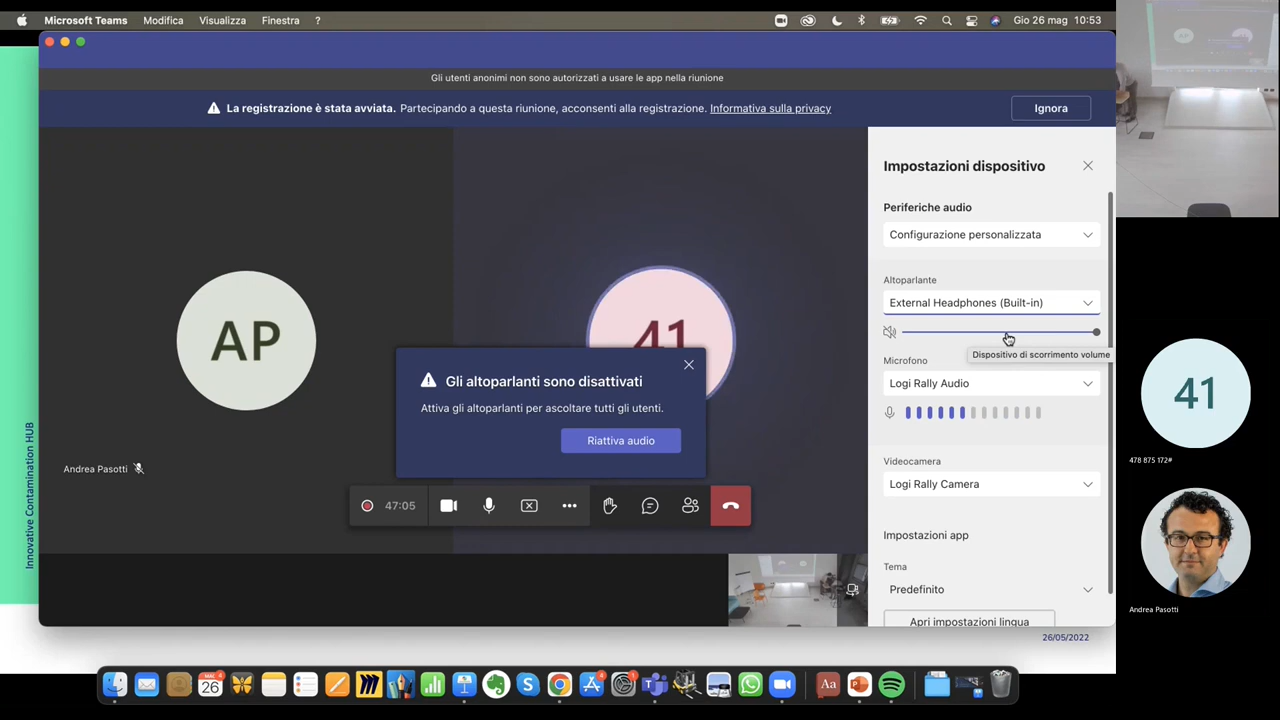 Microsoft Teams Modifica Visualizza Finestra ?
Gio 26 mag 10:53
Gli utenti anonimi non sono autorizzati a usare le app nella riunione
La registrazione è stata avviata. Partecipando a questa riunione, acconsenti alla registrazione. Informativa sulla privacy
Ignora
AP
Andrea Pasotti
41
Gli altoparlanti sono disattivati
Attiva gli altoparlanti per ascoltare tutti gli utenti.
Riattiva audio
47:05
Impostazioni dispositivo
Periferiche audio
Configurazione personalizzata
Altoparlante
External Headphones (Built-in)
Dispositivo di scorrimento volume
Microfono
Logi Rally Audio
Videocamera
Logi Rally Camera
Impostazioni app
Tema
Predefinito
Apri impostazioni lingua
Innovative Contamination HUB
26/05/2022
41
478 875 172#
Andrea Pasotti
26
Aa